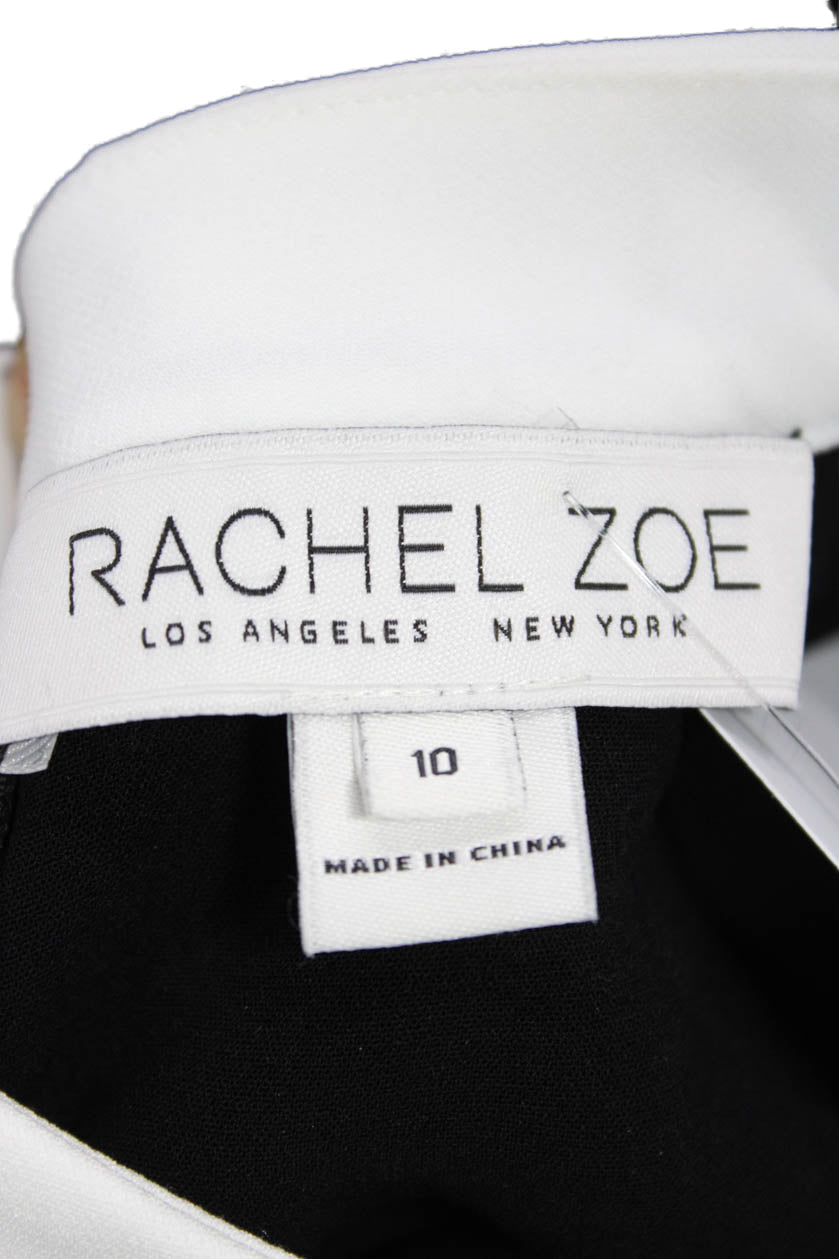 RACHEL ZOE
LOS ANGELES NEW YORK
10
MADE IN CHINA